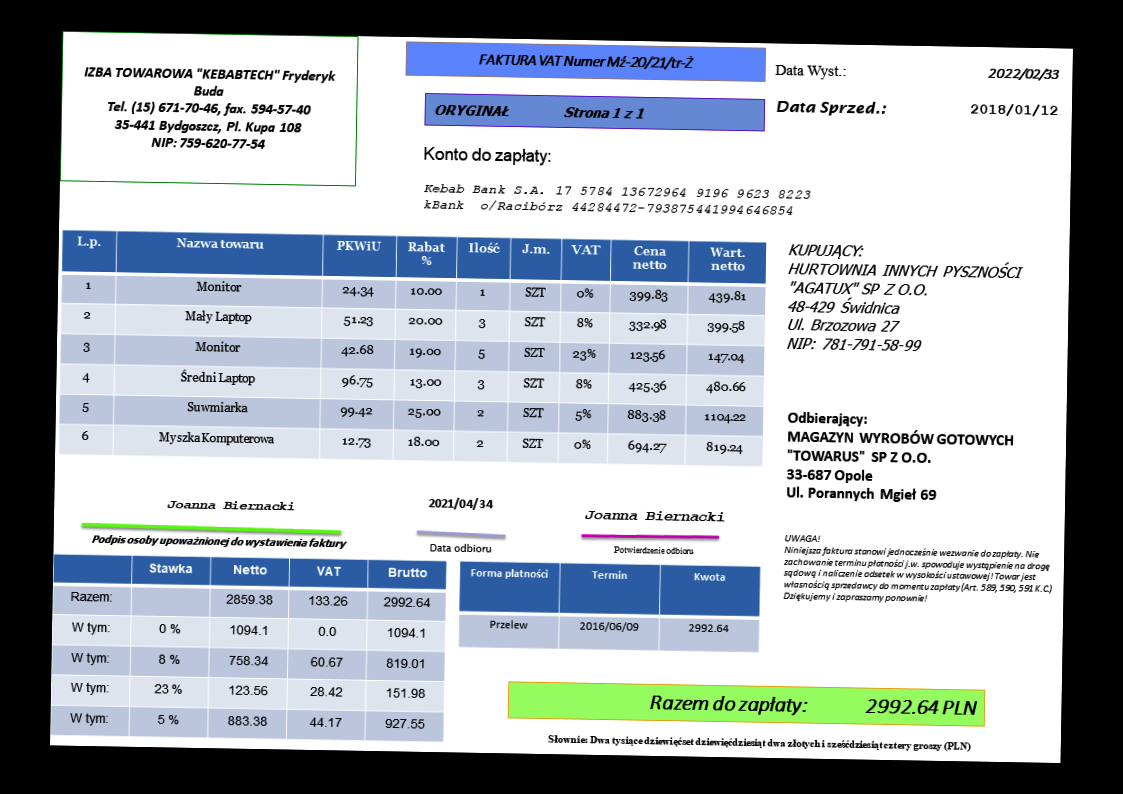 IZBA TOWAROWA "KEBABTECH" Fryderyk
Buda
Tel. (15) 671-70-46, fax. 594-57-40
35-441 Bydgoszcz, Pl. Kupa 108
NIP: 759-620-77-54
FAKTURA VAT Numer Mź-20/21/tr-Ż
ORYGINAŁ Strona 1 z 1
Data Wyst.: 2022/02/33
Data Sprzed.: 2018/01/12
Konto do zapłaty:
Kebab Bank S.A. 17 5784 13672964 9196 9623 8223
kBank o/Racibórz 44284472-793875441994646854
L.p. Nazwa towaru PKWiU Rabat % Ilość J.m. VAT Cena netto Wart. netto
1 Monitor 24.34 10.00 1 SZT 0% 399.83 439.81
2 Mały Laptop 51.23 20.00 3 SZT 8% 332.98 399.58
3 Monitor 42.68 19.00 5 SZT 23% 123.56 147.04
4 Średni Laptop 96.75 13.00 3 SZT 8% 425.36 480.66
5 Suwmiarka 99.42 25.00 2 SZT 5% 883.38 1104.22
6 Myszka Komputerowa 12.73 18.00 2 SZT 0% 694.27 819.24
KUPUJĄCY:
HURTOWNIA INNYCH PYSZNOŚCI
"AGATUX" SP Z O.O.
48-429 Świdnica
Ul. Brzozowa 27
NIP: 781-791-58-99
Odbierający:
MAGAZYN WYROBÓW GOTOWYCH
"TOWARUS" SP Z O.O.
33-687 Opole
Ul. Porannych Mgieł 69
Joanna Biernacki
Podpis osoby upoważnionej do wystawienia faktury
2021/04/34
Data odbioru
Joanna Biernacki
Potwierdzenie odbioru
UWAGA!
Niniejsza faktura stanowi jednocześnie wezwanie do zapłaty. Nie
zachowanie terminu płatności j.w. spowoduje wystąpienie na drogę
sądową i naliczenie odsetek w wysokości ustawowej! Towar jest
własnością sprzedawcy do momentu zapłaty (Art. 589, 590, 591 K.C.)
Dziękujemy i zapraszamy ponownie!
Stawka Netto VAT Brutto
Razem: 2859.38 133.26 2992.64
W tym: 0 % 1094.1 0.0 1094.1
W tym: 8 % 758.34 60.67 819.01
W tym: 23 % 123.56 28.42 151.98
W tym: 5 % 883.38 44.17 927.55
Forma płatności Termin Kwota
Przelew 2016/06/09 2992.64
Razem do zapłaty: 2992.64 PLN
Słownie: Dwa tysiące dziewięćset dziewięćdziesiąt dwa złotych i sześćdziesiąt cztery groszy (PLN)